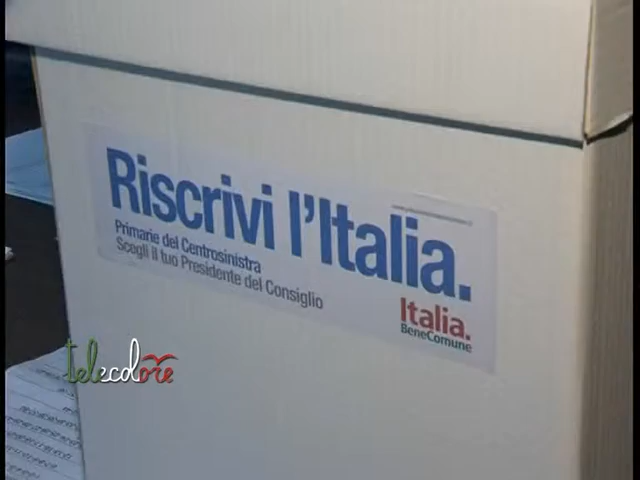 Riscrivi l'Italia.
Primarie del Centrosinistra
Scegli il tuo Presidente del Consiglio
Italia.
BeneComune
telecolore